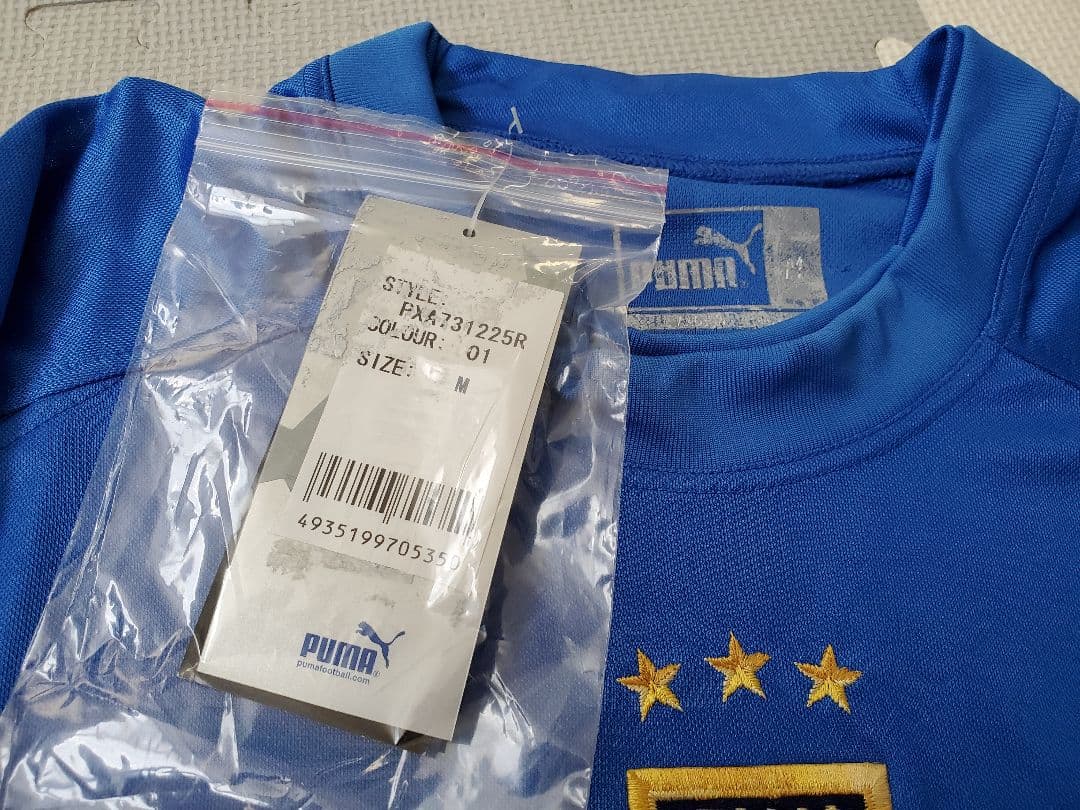 STYLE:
PXA731225R
COLOUR: 01
SIZE: M
4935199705350
PUMA
pumafootball.com
PUMA
M